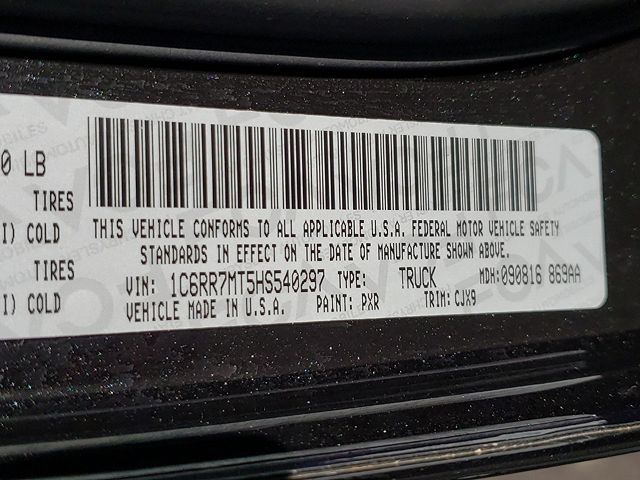 0 LB
TIRES
I) COLD
TIRES
I) COLD
THIS VEHICLE CONFORMS TO ALL APPLICABLE U.S.A. FEDERAL MOTOR VEHICLE SAFETY
STANDARDS IN EFFECT ON THE DATE OF MANUFACTURE SHOWN ABOVE.
VIN: 1C6RR7MT5HS540297 TYPE: TRUCK MDH: 090816 869AA
VEHICLE MADE IN U.S.A. PAINT: PXR TRIM: CJX9